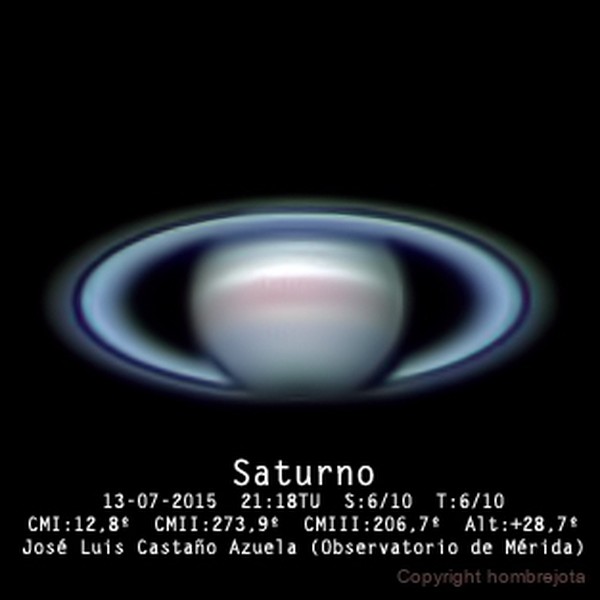 Saturno
13-07-2015 21:18TU S:6/10 T:6/10
CMI:12,8º CMII:273,9º CMIII:206,7º Alt:+28,7º
José Luis Castaño Azuela (Observatorio de Mérida)
Copyright hombrejota